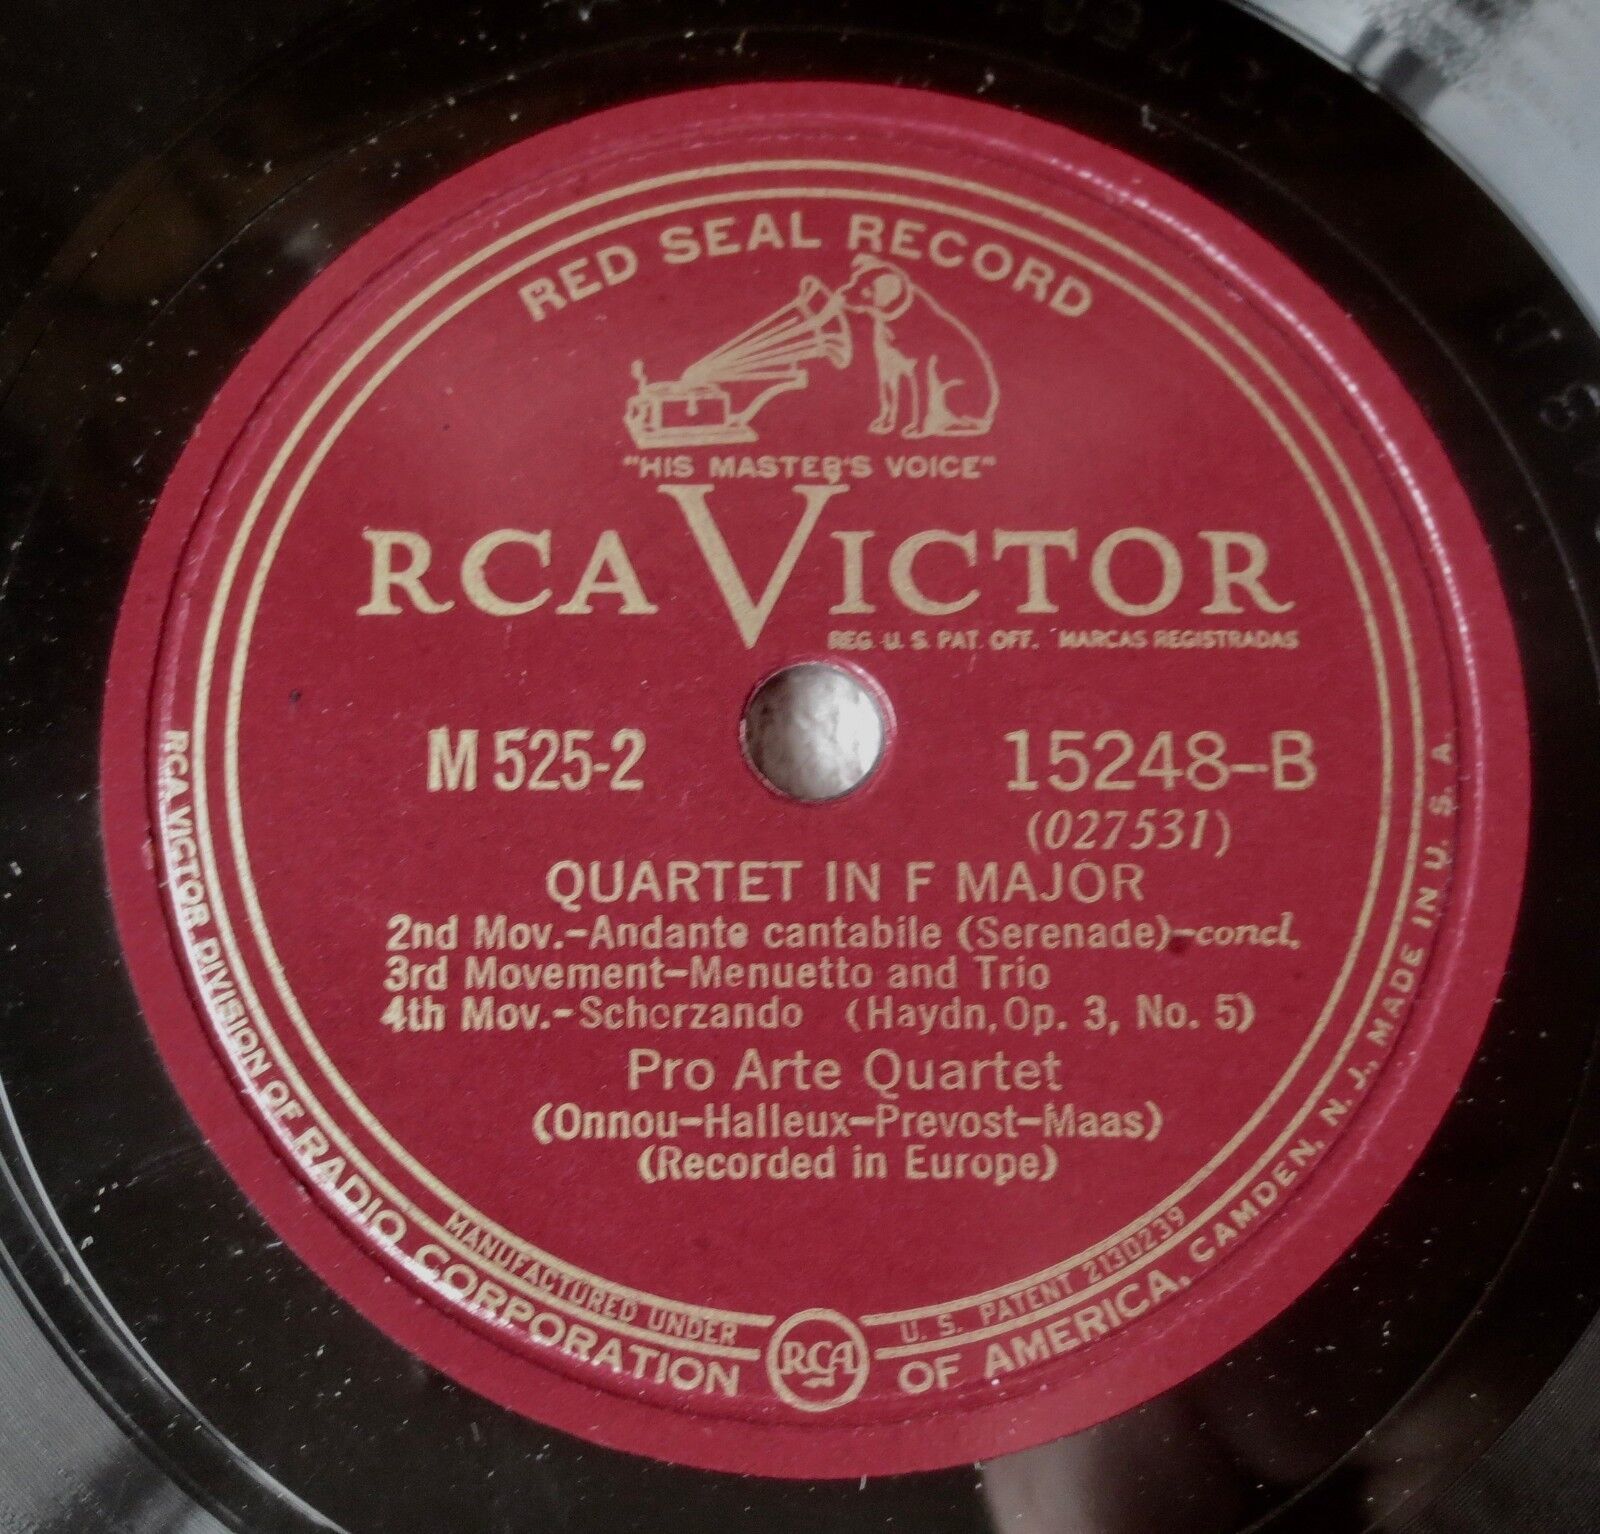 RED SEAL RECORD
"HIS MASTER'S VOICE"
RCA VICTOR
REG. U. S. PAT. OFF. MARCAS REGISTRADAS
M 525-2
15248-B
(027531)
QUARTET IN F MAJOR
2nd Mov.-Andante cantabile (Serenade)-concl.
3rd Movement-Menuetto and Trio
4th Mov.-Scherzando (Haydn, Op. 3, No. 5)
Pro Arte Quartet
(Onnou-Halleux-Prevost-Maas)
(Recorded in Europe)
MANUFACTURED UNDER U. S. PATENT 2130239
RCA VICTOR DIVISION OF RADIO CORPORATION OF AMERICA, CAMDEN, N. J., MADE IN U. S. A.
RCA